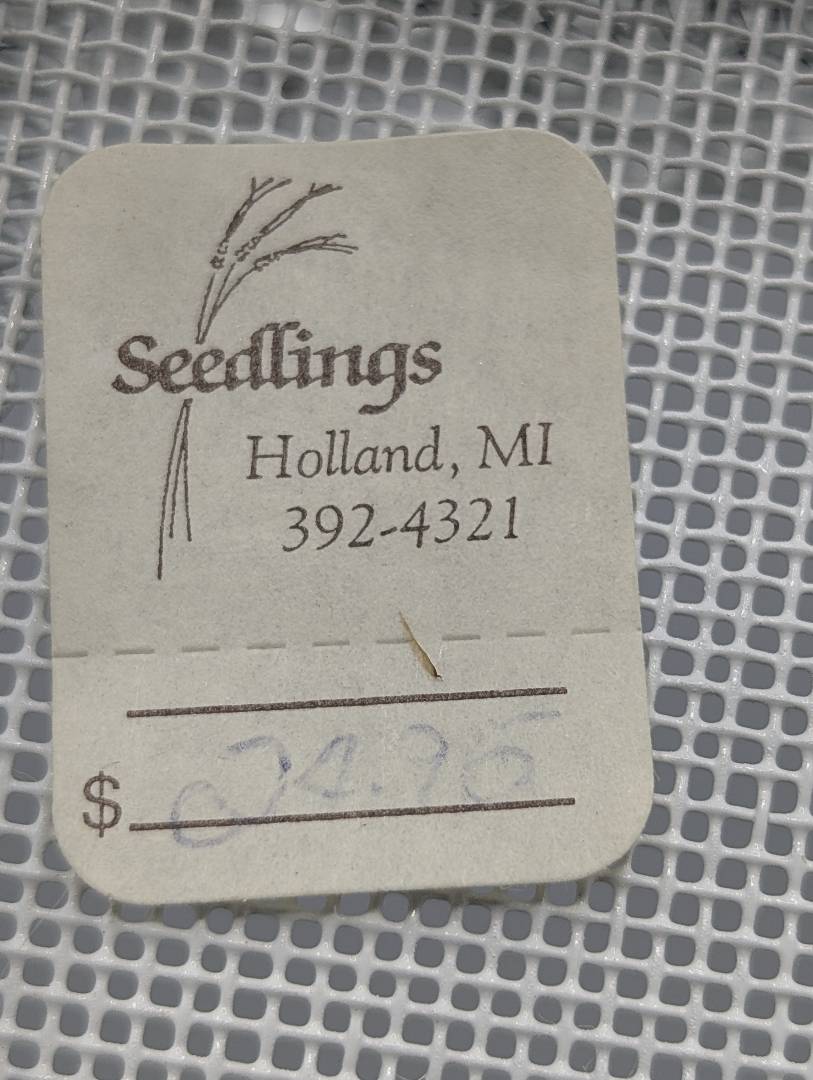 Seedlings
Holland, MI
392-4321
$ 24.95